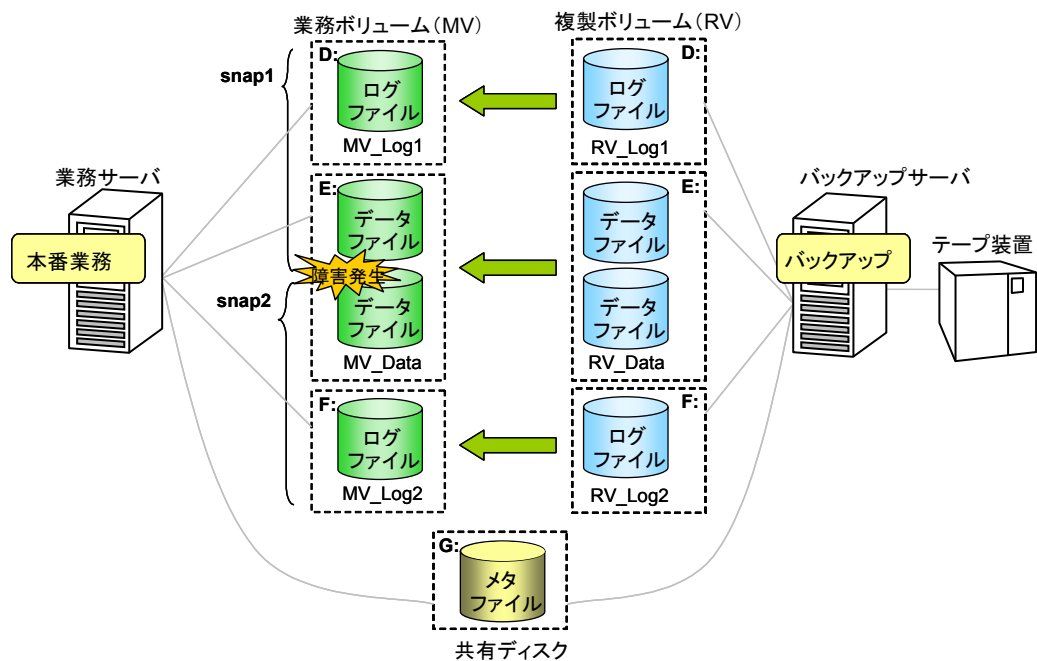 業務ボリューム(MV)
複製ボリューム(RV)
snap1
D:
ログ
ファイル
MV_Log1
D:
ログ
ファイル
RV_Log1
業務サーバ
本番業務
E:
データ
ファイル
障害発生
データ
ファイル
MV_Data
E:
データ
ファイル
データ
ファイル
RV_Data
バックアップサーバ
バックアップ
テープ装置
snap2
F:
ログ
ファイル
MV_Log2
F:
ログ
ファイル
RV_Log2
G:
メタ
ファイル
共有ディスク